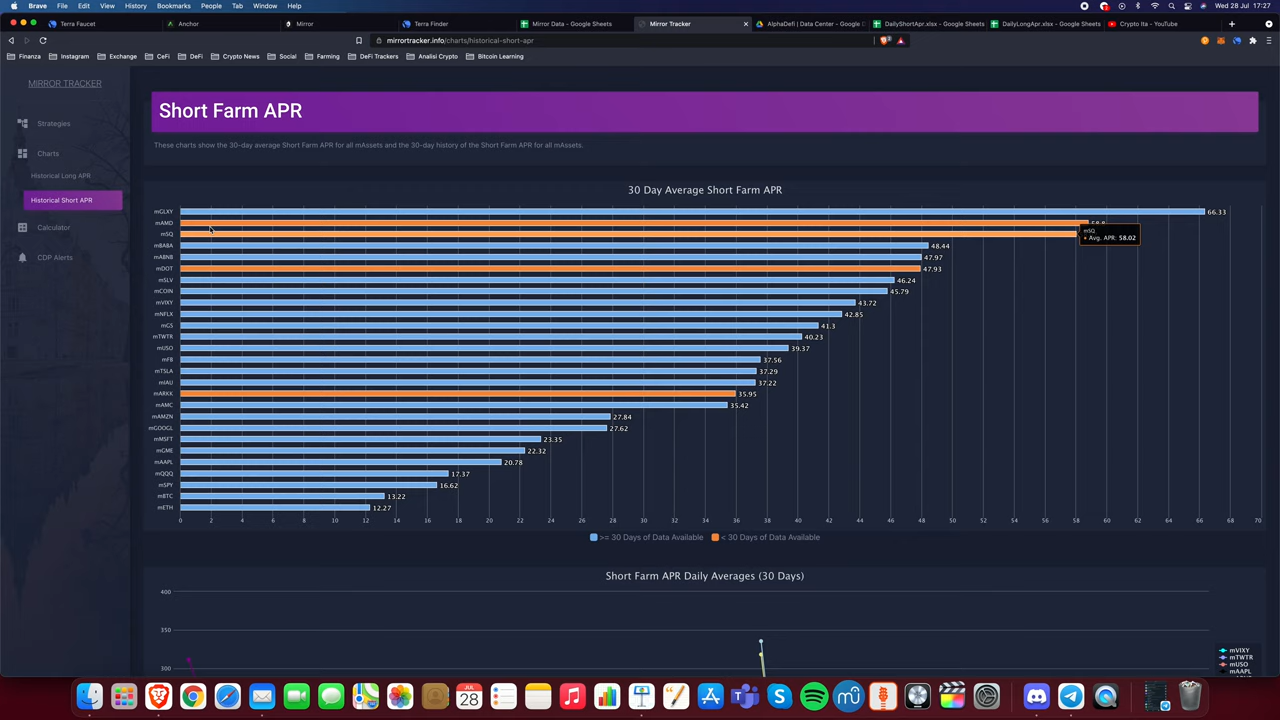 Brave File Edit View History Bookmarks People Tab Window Help Wed 28 Jul 17:27
Terra Faucet Anchor Mirror Terra Finder Mirror Data - Google Sheets Mirror Tracker AlphaDefi | Data Center - Google D DailyShortApr.xlsx - Google Sheets DailyLongApr.xlsx - Google Sheets Crypto Ita - YouTube
mirrortracker.info/charts/historical-short-apr
Finanza Instagram Exchange CeFi DeFi Crypto News Social Farming DeFi Trackers Analisi Crypto Bitcoin Learning
MIRROR TRACKER
Strategies
Charts
Historical Long APR
Historical Short APR
Calculator
CDP Alerts
Short Farm APR
These charts show the 30-day average Short Farm APR for all mAssets and the 30-day history of the Short Farm APR for all mAssets.
30 Day Average Short Farm APR
mGLXY 66.33
mAMD 58.8
mSQ
mSQ
Avg. APR: 58.02
mBABA 48.44
mABNB 47.97
mDOT 47.93
mSLV 46.24
mCOIN 45.79
mVIXY 43.72
mNFLX 42.85
mGS 41.3
mTWTR 40.23
mUSO 39.37
mFB 37.56
mTSLA 37.29
mIAU 37.22
mARKK 35.95
mAMC 35.42
mAMZN 27.84
mGOOGL 27.62
mMSFT 23.35
mGME 22.32
mAAPL 20.78
mQQQ 17.37
mSPY 16.62
mBTC 13.22
mETH 12.27
0 2 4 6 8 10 12 14 16 18 20 22 24 26 28 30 32 34 36 38 40 42 44 46 48 50 52 54 56 58 60 62 64 66 68 70
>= 30 Days of Data Available < 30 Days of Data Available
Short Farm APR Daily Averages (30 Days)
400
350
300
mVIXY
mTWTR
mUSO
mAAPL
JUL
28